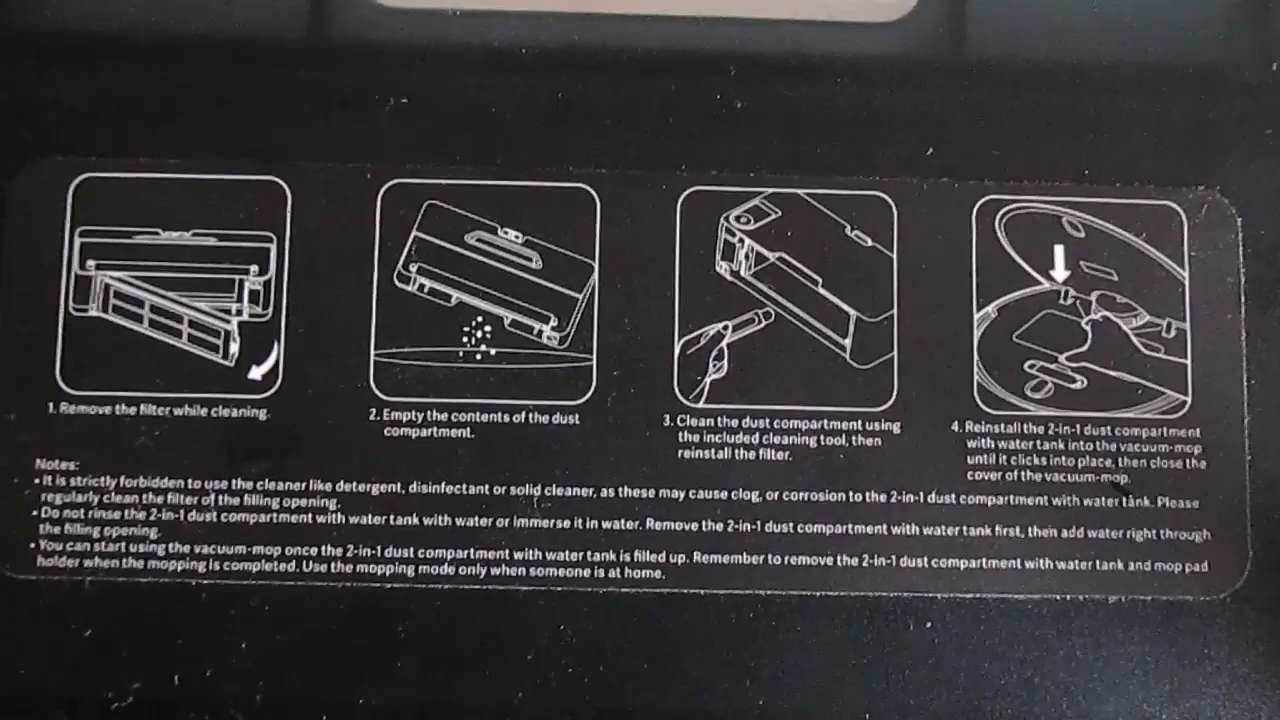 1. Remove the filter while cleaning.
2. Empty the contents of the dust
compartment.
3. Clean the dust compartment using
the included cleaning tool, then
reinstall the filter.
4. Reinstall the 2-in-1 dust compartment
with water tank into the vacuum-mop
until it clicks into place, then close the
cover of the vacuum-mop.
Notes:
• It is strictly forbidden to use the cleaner like detergent, disinfectant or solid cleaner, as these may cause clog, or corrosion to the 2-in-1 dust compartment with water tank. Please
regularly clean the filter of the filling opening.
• Do not rinse the 2-in-1 dust compartment with water tank with water or immerse it in water. Remove the 2-in-1 dust compartment with water tank first, then add water right through
the filling opening.
• You can start using the vacuum-mop once the 2-in-1 dust compartment with water tank is filled up. Remember to remove the 2-in-1 dust compartment with water tank and mop pad
holder when the mopping is completed. Use the mopping mode only when someone is at home.